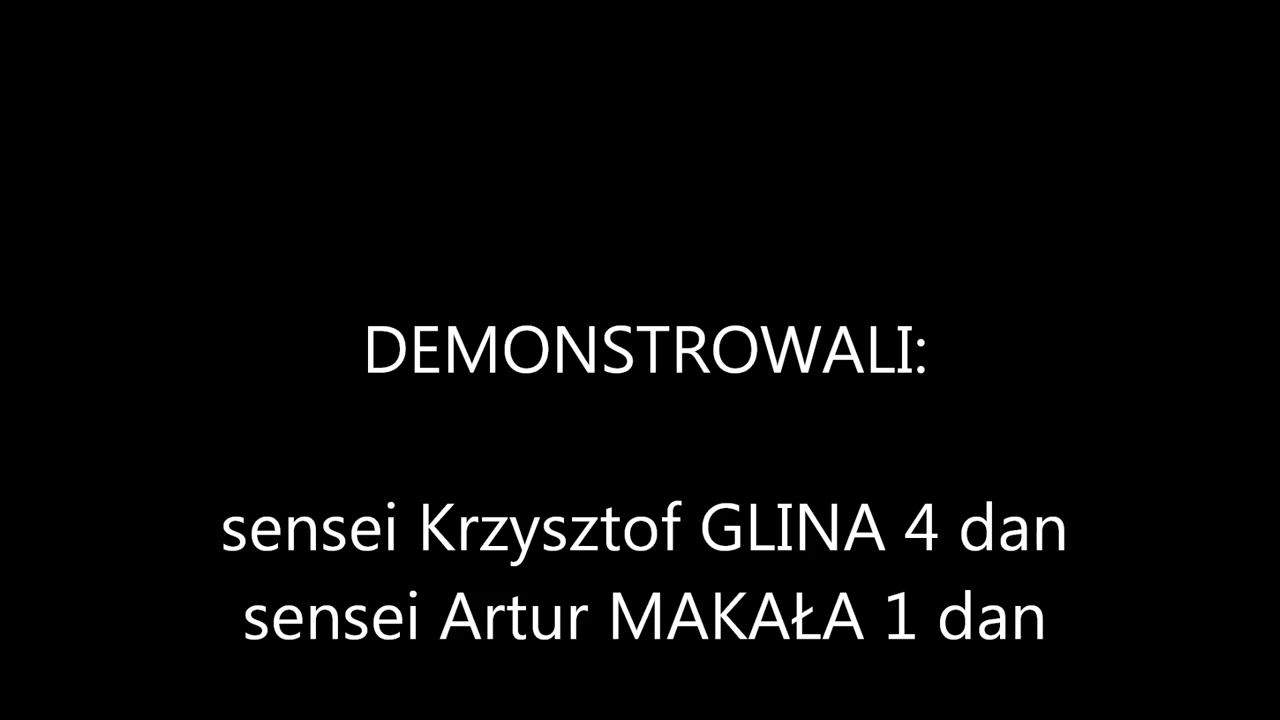 DEMONSTROWALI:
sensei Krzysztof GLINA 4 dan
sensei Artur MAKAŁA 1 dan